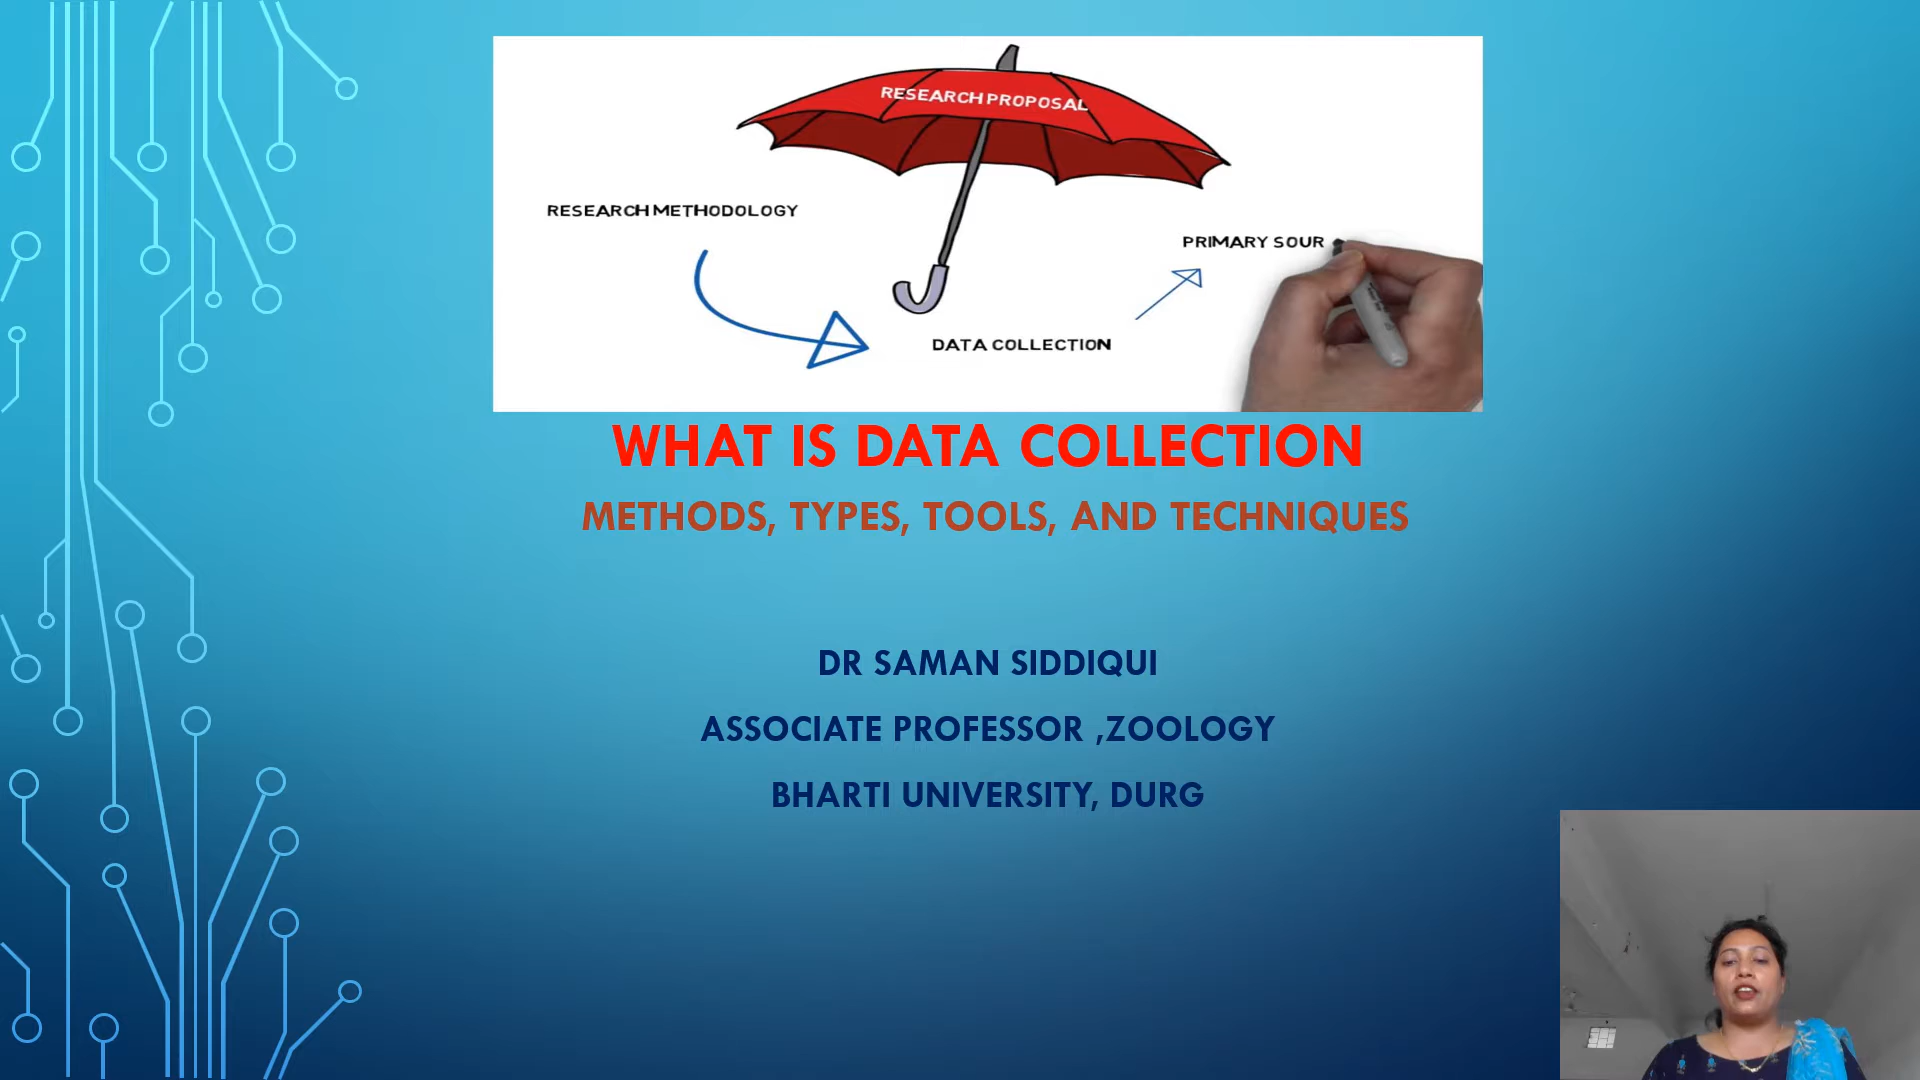 RESEARCH PROPOSAL
RESEARCH METHODOLOGY
PRIMARY SOUR
DATA COLLECTION
WHAT IS DATA COLLECTION
METHODS, TYPES, TOOLS, AND TECHNIQUES
DR SAMAN SIDDIQUI
ASSOCIATE PROFESSOR ,ZOOLOGY
BHARTI UNIVERSITY, DURG